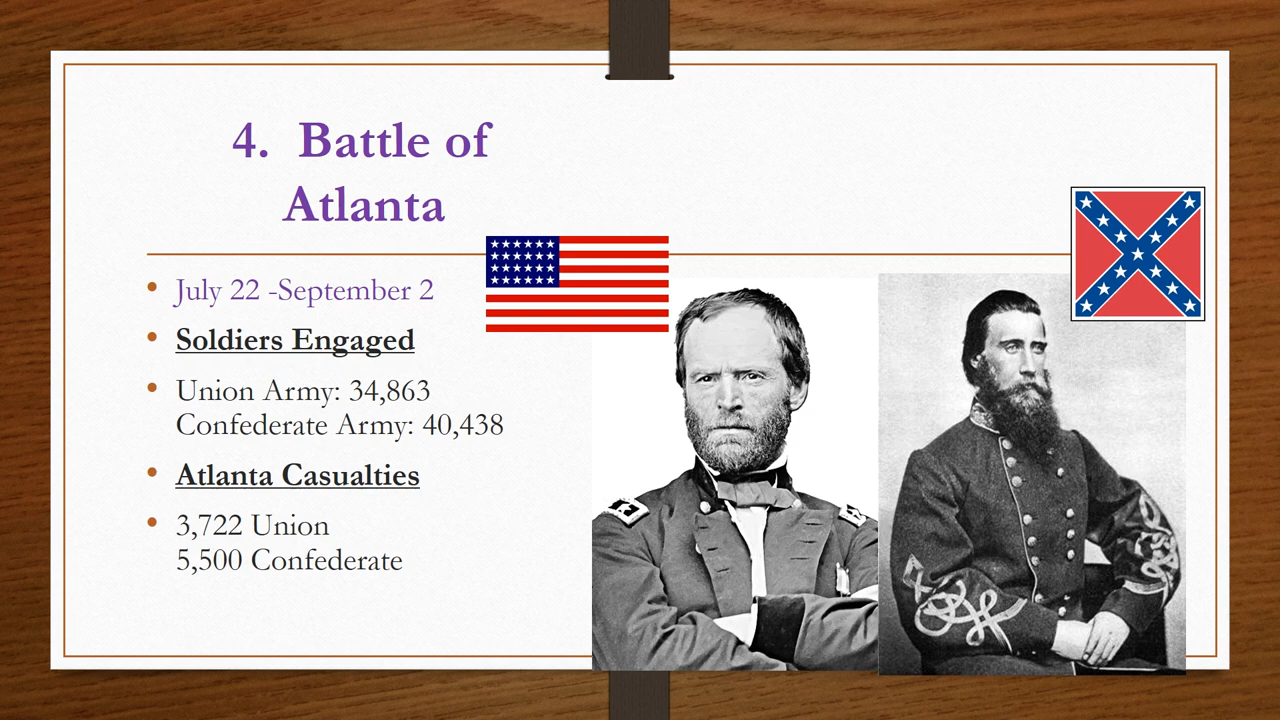 4. Battle of
Atlanta
July 22 -September 2
Soldiers Engaged
Union Army: 34,863
Confederate Army: 40,438
Atlanta Casualties
3,722 Union
5,500 Confederate